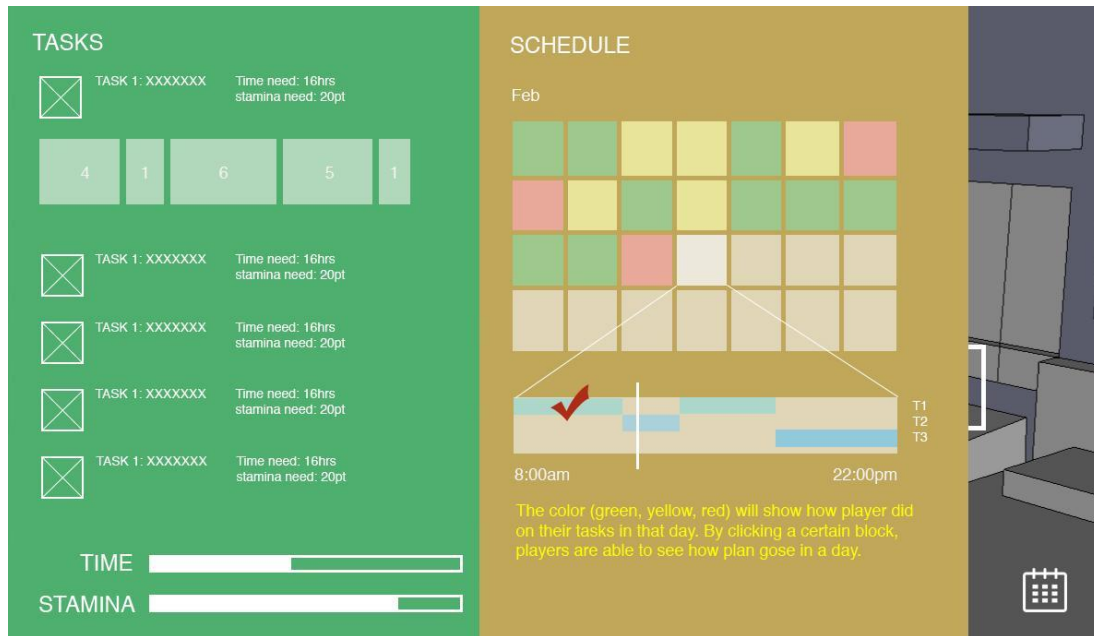 TASKS
TASK 1: XXXXXXX
Time need: 16hrs
stamina need: 20pt
4 1 6 5 1
TASK 1: XXXXXXX
Time need: 16hrs
stamina need: 20pt
TASK 1: XXXXXXX
Time need: 16hrs
stamina need: 20pt
TASK 1: XXXXXXX
Time need: 16hrs
stamina need: 20pt
TASK 1: XXXXXXX
Time need: 16hrs
stamina need: 20pt
TIME
STAMINA
SCHEDULE
Feb
T1
T2
T3
8:00am 22:00pm
The color (green, yellow, red) will show how player did
on their tasks in that day. By clicking a certain block,
players are able to see how plan gose in a day.